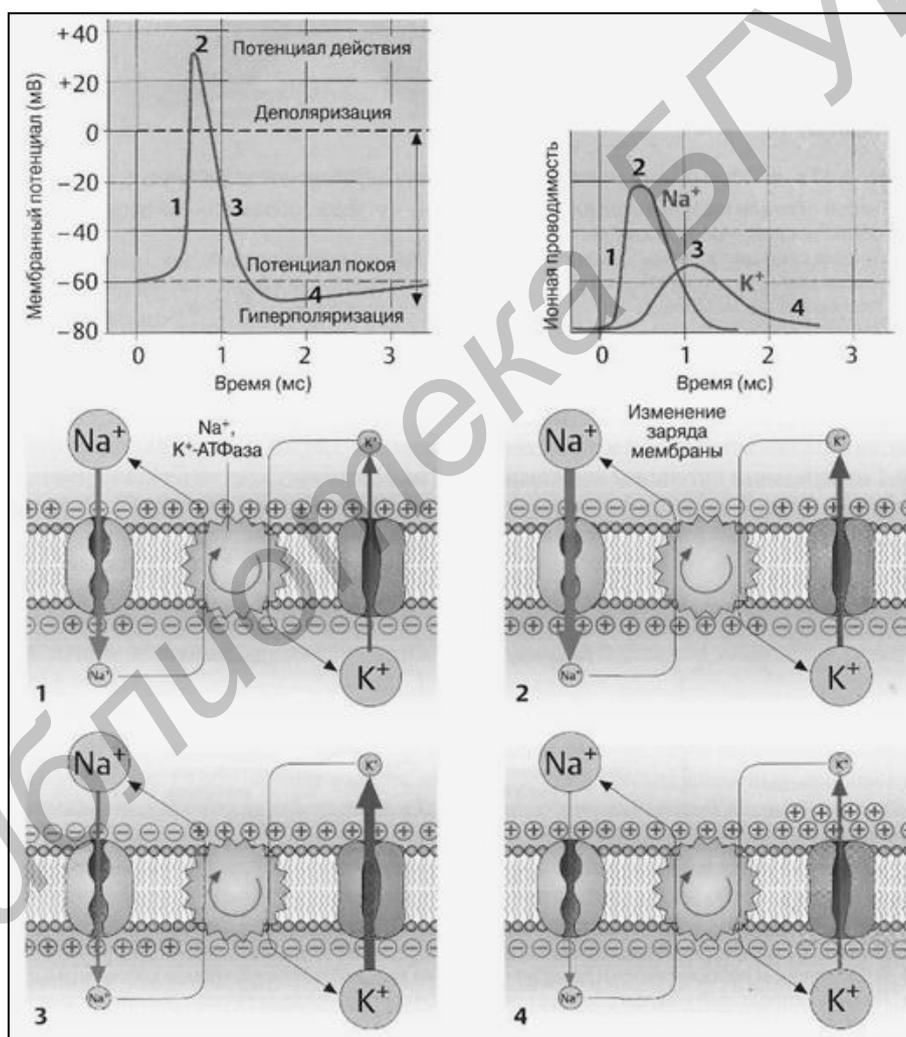 +40
+20
0
−20
−40
−60
−80
Мембранный потенциал (мВ)
2
Потенциал действия
Деполяризация
1
3
Потенциал покоя
4
Гиперполяризация
0
1
2
3
Время (мс)
Ионная проводимость
2
Na⁺
1
3
K⁺
4
0
1
2
3
Время (мс)
Na⁺
Na⁺,
K⁺-АТФаза
K⁺
Na⁺
K⁺
1
Na⁺
Изменение
заряда
мембраны
K⁺
Na⁺
K⁺
2
Na⁺
K⁺
Na⁺
K⁺
3
Na⁺
K⁺
Na⁺
K⁺
4
иблиотека БГУ